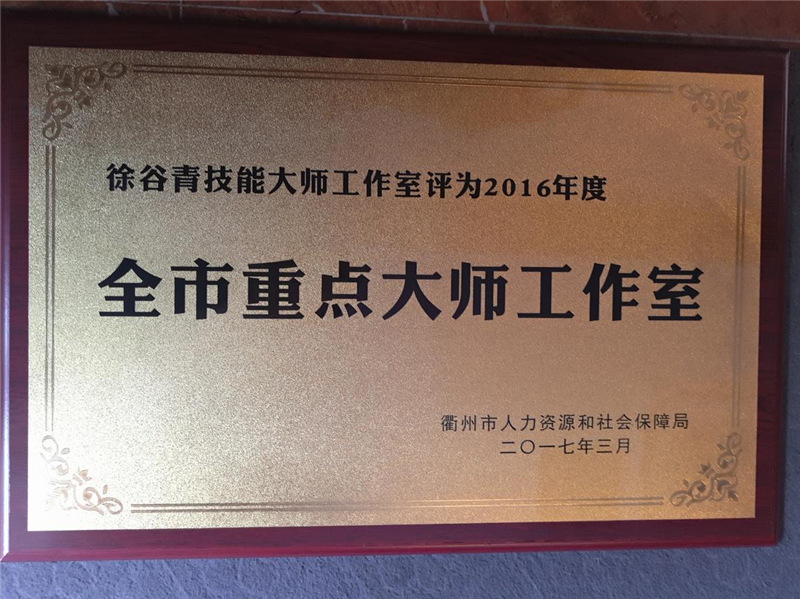 徐谷青技能大师工作室评为2016年度
全市重点大师工作室
衢州市人力资源和社会保障局
二〇一七年三月